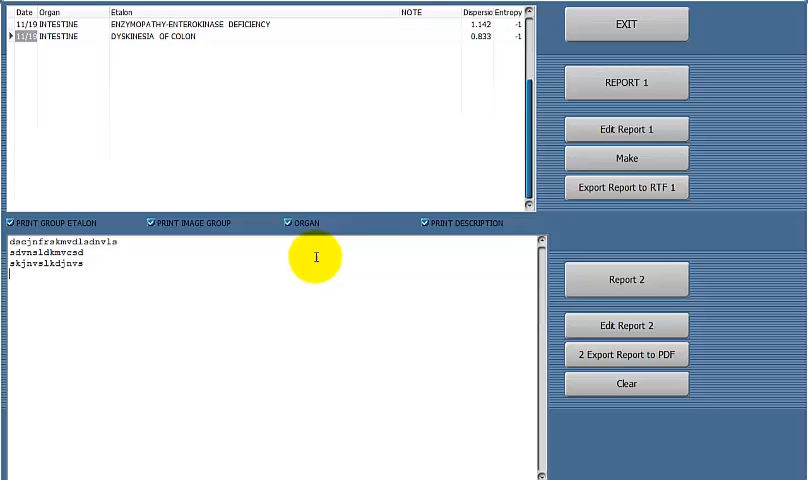 Date Organ Etalon NOTE Dispersio Entropy
11/19 INTESTINE ENZYMOPATHY-ENTEROKINASE DEFICIENCY 1.142 -1
11/19 INTESTINE DYSKINESIA OF COLON 0.833 -1
EXIT
REPORT 1
Edit Report 1
Make
Export Report to RTF 1
PRINT GROUP ETALON PRINT IMAGE GROUP ORGAN PRINT DESCRIPTION
dscjnfrskmvdlsdnvls
sdvnsldkmvcsd
skjnvslkdjnvs
Report 2
Edit Report 2
2 Export Report to PDF
Clear